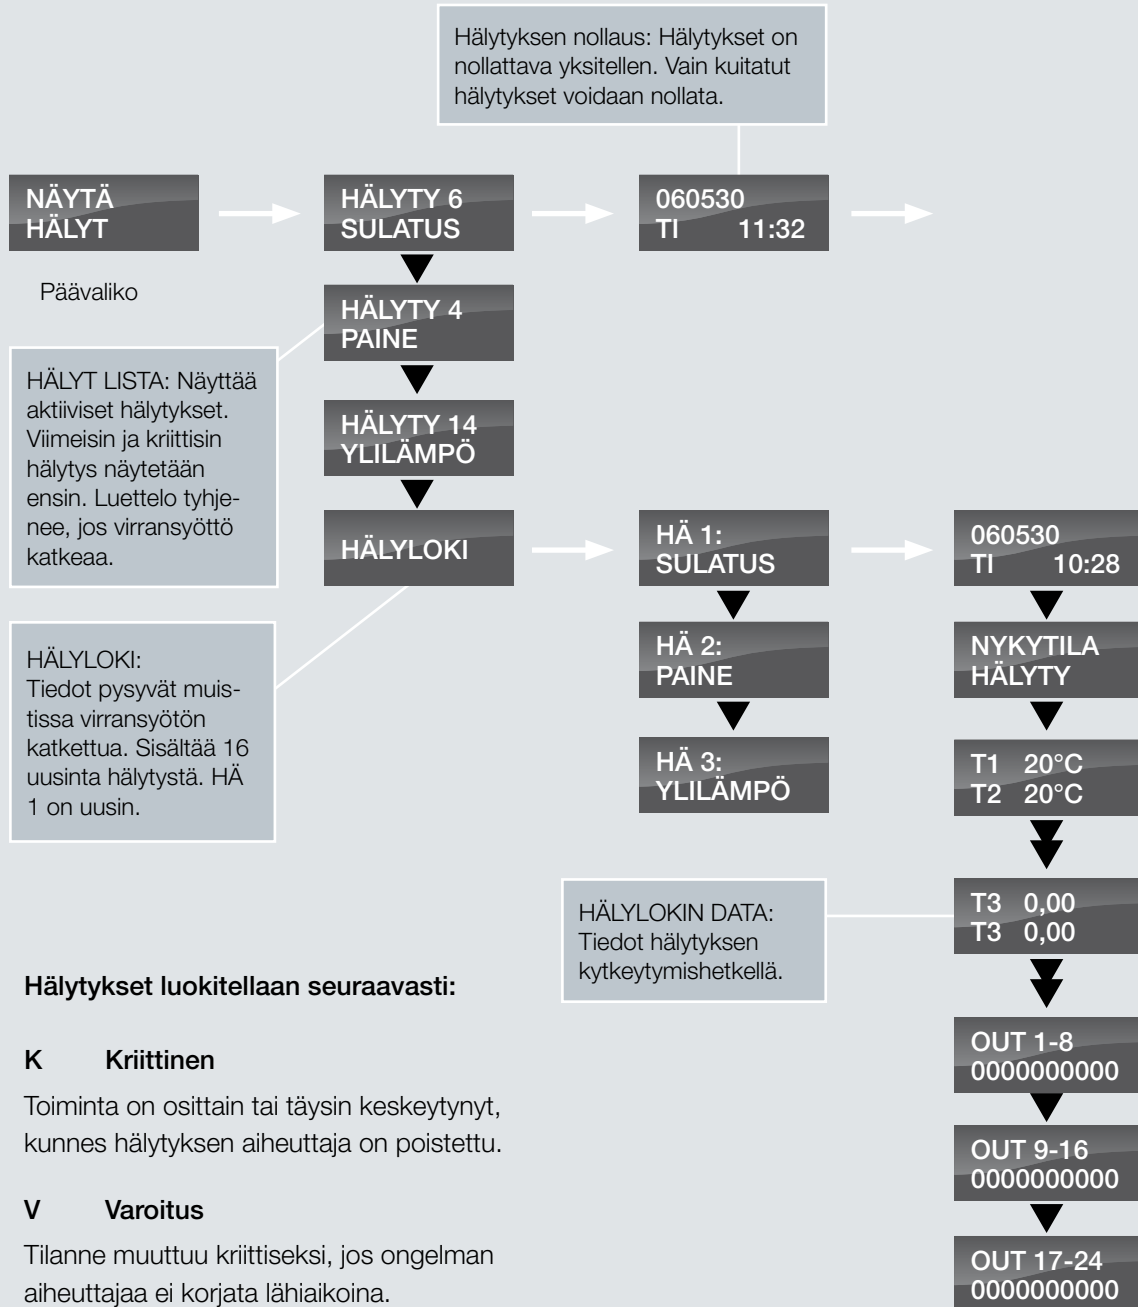 Hälytyksen nollaus: Hälytykset on
nollattava yksitellen. Vain kuitatut
hälytykset voidaan nollata.
NÄYTÄ
HÄLYT
HÄLYTY 6
SULATUS
060530
TI 11:32
Päävaliko
HÄLYTY 4
PAINE
HÄLYT LISTA: Näyttää
aktiiviset hälytykset.
Viimeisin ja kriittisin
hälytys näytetään
ensin. Luettelo tyhje-
nee, jos virransyöttö
katkeaa.
HÄLYTY 14
YLILÄMPÖ
HÄLYLOKI
HÄ 1:
SULATUS
060530
TI 10:28
HÄLYLOKI:
Tiedot pysyvät muis-
tissa virransyötön
katkettua. Sisältää 16
uusinta hälytystä. HÄ
1 on uusin.
HÄ 2:
PAINE
NYKYTILA
HÄLYTY
HÄ 3:
YLILÄMPÖ
T1 20°C
T2 20°C
HÄLYLOKIN DATA:
Tiedot hälytyksen
kytkeytymishetkellä.
T3 0,00
T3 0,00
Hälytykset luokitellaan seuraavasti:
K Kriittinen
Toiminta on osittain tai täysin keskeytynyt,
kunnes hälytyksen aiheuttaja on poistettu.
V Varoitus
Tilanne muuttuu kriittiseksi, jos ongelman
aiheuttajaa ei korjata lähiaikoina.
OUT 1-8
0000000000
OUT 9-16
0000000000
OUT 17-24
0000000000